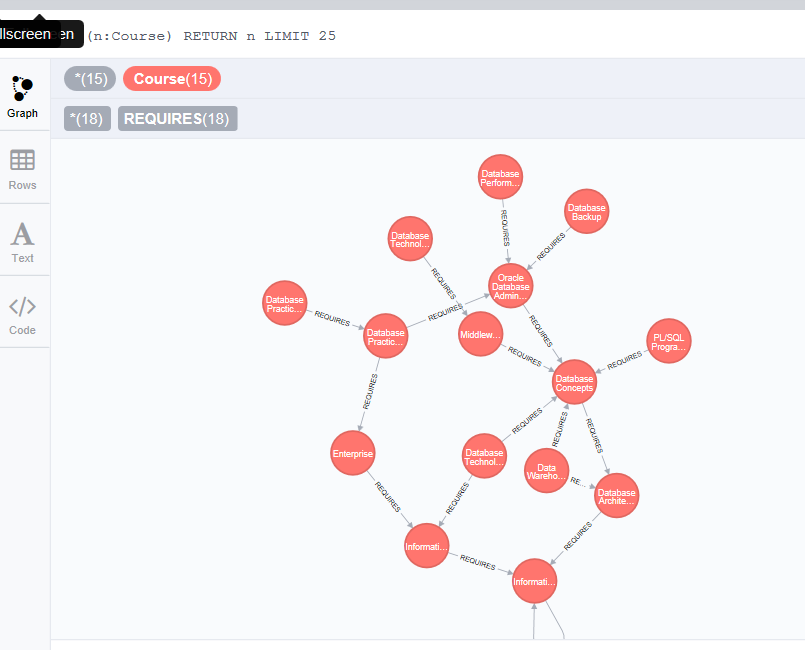 llscreen en (n:Course) RETURN n LIMIT 25
*(15) Course(15)
*(18) REQUIRES(18)
Graph
Rows
Text
Code
Database
Perform...
Database
Backup
Database
Technol...
REQUIRES
REQUIRES
Oracle
Database
Admin...
REQUIRES
Database
Practic...
REQUIRES
REQUIRES
Database
Practic...
Middlew...
REQUIRES
PL/SQL
Progra...
REQUIRES
REQUIRES
Database
Concepts
REQUIRES
REQUIRES
REQUIRES
REQUIRES
Enterprise
Database
Technol...
Data
Wareho...
RE...
Database
Archite...
REQUIRES
REQUIRES
REQUIRES
Informati...
REQUIRES
Informati...